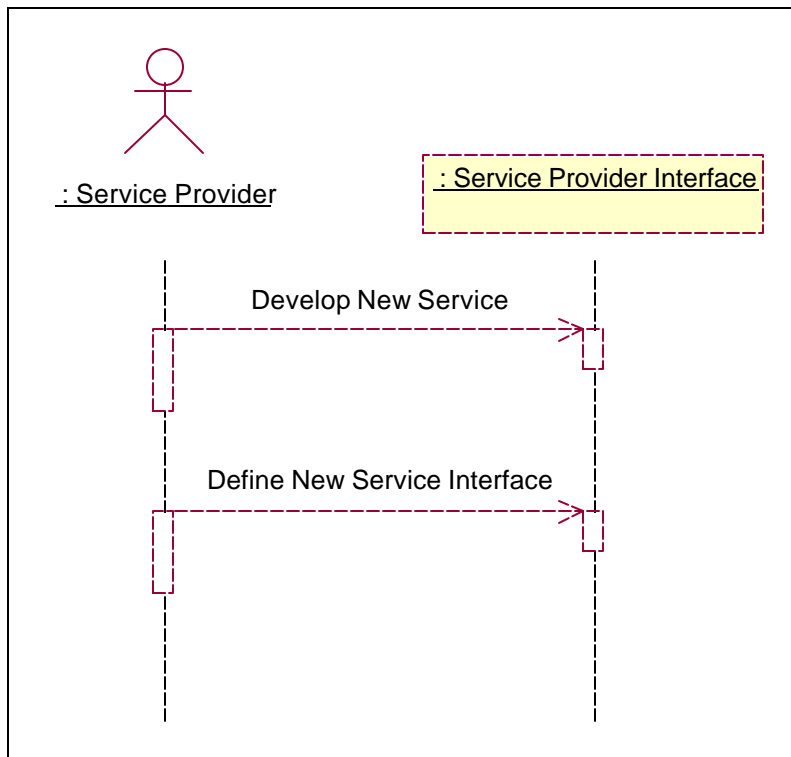 : Service Provider
: Service Provider Interface
Develop New Service
Define New Service Interface